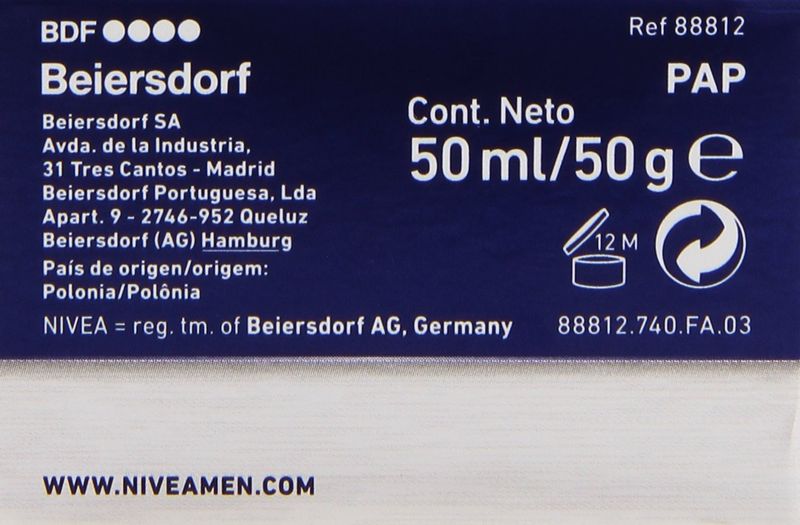 BDF
Beiersdorf
Beiersdorf SA
Avda. de la Industria,
31 Tres Cantos - Madrid
Beiersdorf Portuguesa, Lda
Apart. 9 - 2746-952 Queluz
Beiersdorf (AG) Hamburg
País de origen/origem:
Polonia/Polônia
NIVEA = reg. tm. of Beiersdorf AG, Germany
Ref 88812
PAP
Cont. Neto
50 ml/50 g ℮
12 M
88812.740.FA.03
WWW.NIVEAMEN.COM